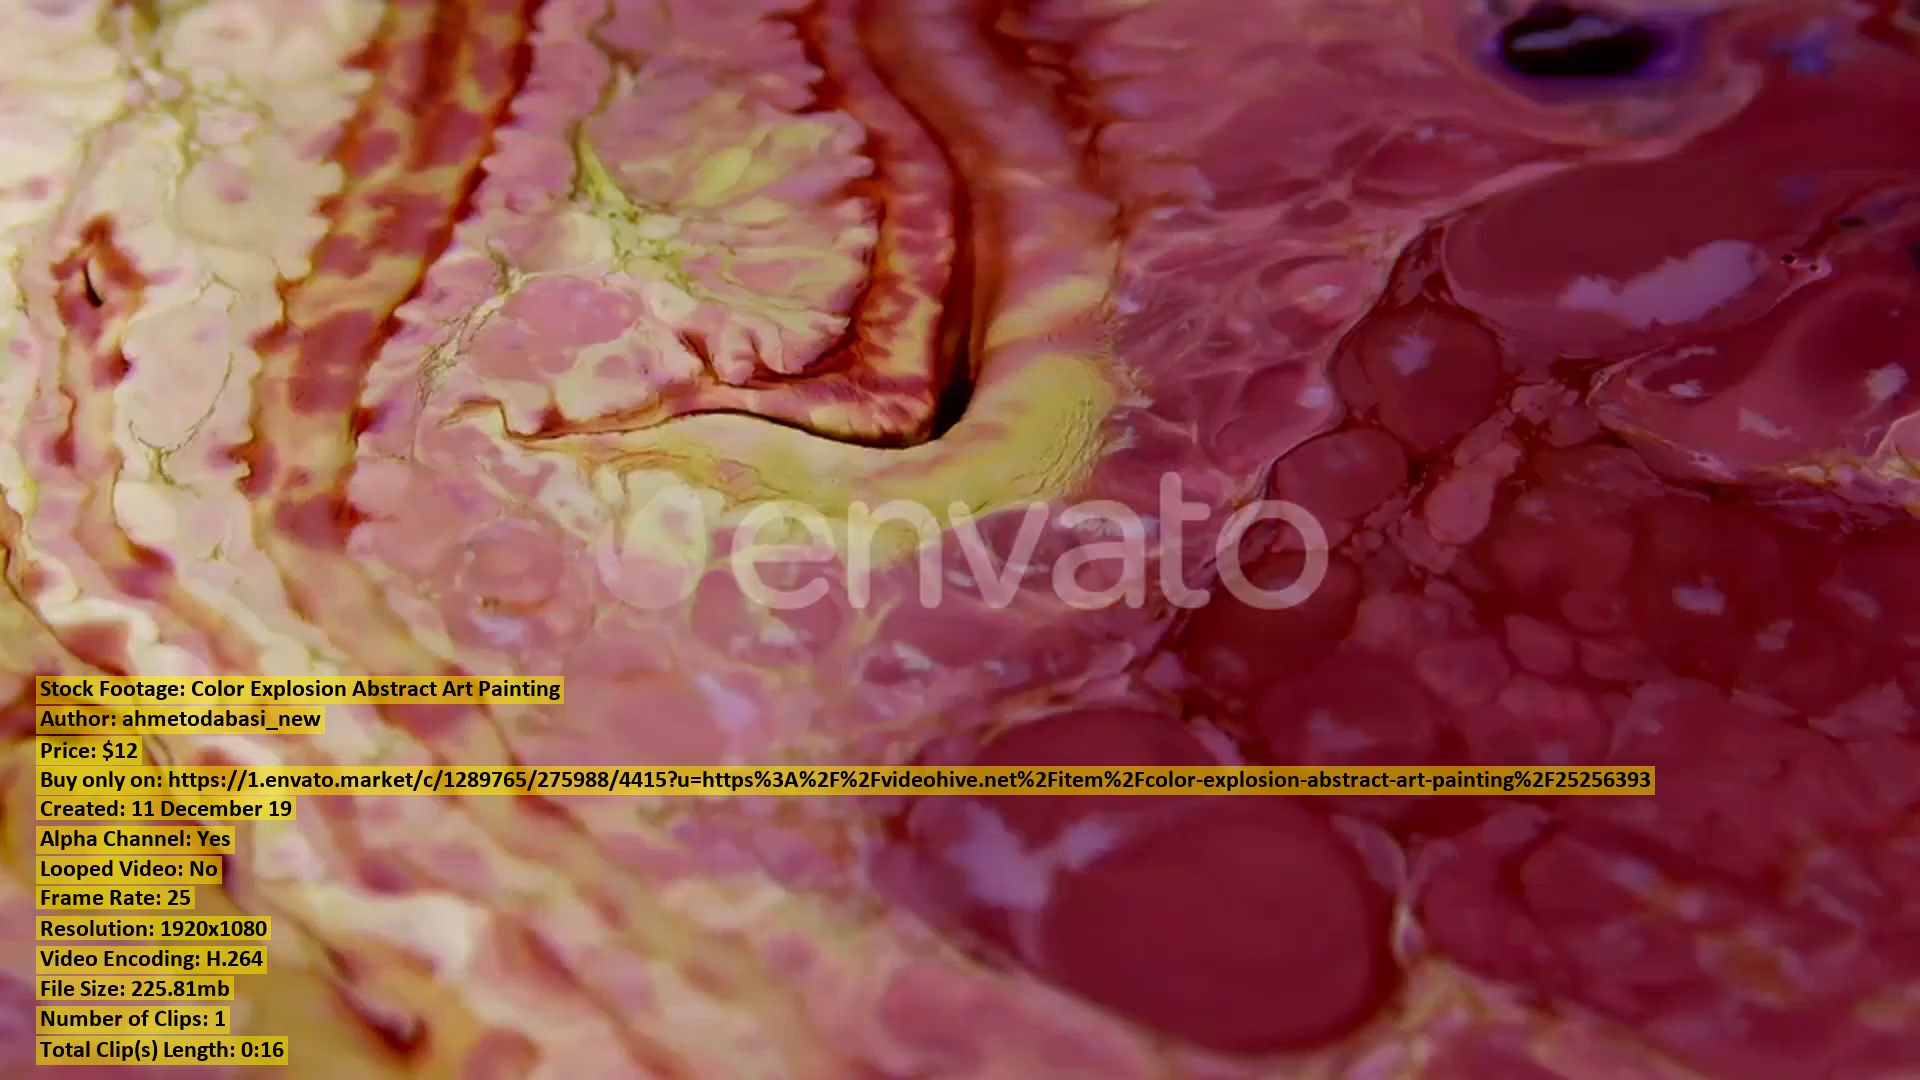 envato
Stock Footage: Color Explosion Abstract Art Painting
Author: ahmetodabasi_new
Price: $12
Buy only on: https://1.envato.market/c/1289765/275988/4415?u=https%3A%2F%2Fvideohive.net%2Fitem%2Fcolor-explosion-abstract-art-painting%2F25256393
Created: 11 December 19
Alpha Channel: Yes
Looped Video: No
Frame Rate: 25
Resolution: 1920x1080
Video Encoding: H.264
File Size: 225.81mb
Number of Clips: 1
Total Clip(s) Length: 0:16